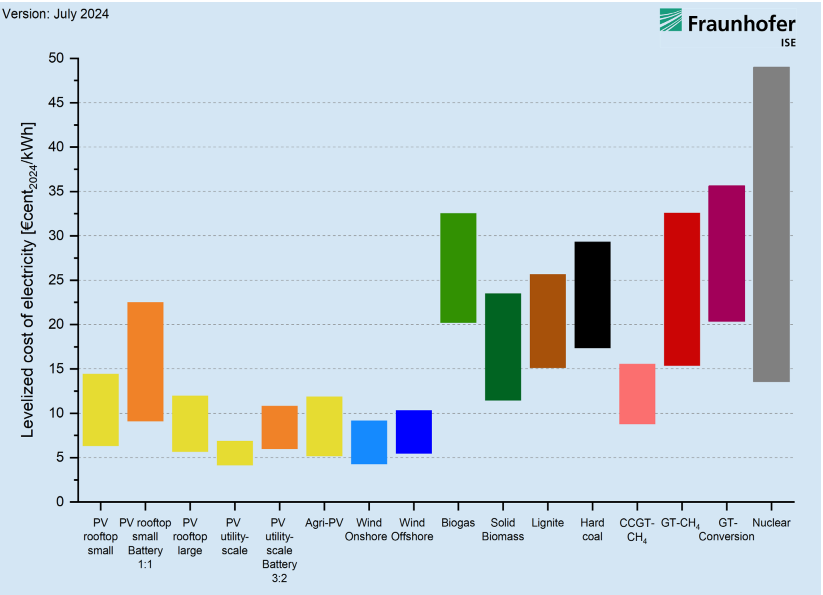 Version: July 2024
Fraunhofer
ISE
Levelized cost of electricity [€cent2024/kWh]
50
45
40
35
30
25
20
15
10
5
0
PV
rooftop
small
PV rooftop
small
Battery
1:1
PV
rooftop
large
PV
utility-
scale
PV
utility-
scale
Battery
3:2
Agri-PV
Wind
Onshore
Wind
Offshore
Biogas
Solid
Biomass
Lignite
Hard
coal
CCGT-
CH4
GT-CH4
GT-
Conversion
Nuclear